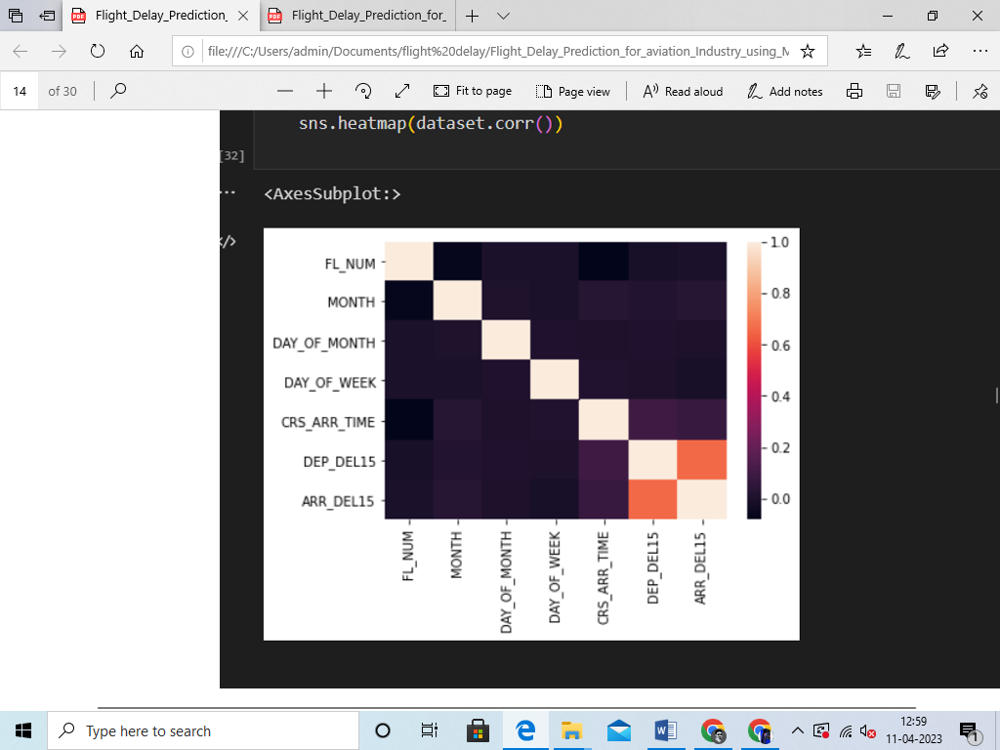 Flight_Delay_Prediction_
Flight_Delay_Prediction_for_
file:///C:/Users/admin/Documents/flight%20delay/Flight_Delay_Prediction_for_aviation_Industry_using_M
14 of 30
Fit to page
Page view
Read aloud
Add notes
sns.heatmap(dataset.corr())
[32]
...
<AxesSubplot:>
</>
FL_NUM
MONTH
DAY_OF_MONTH
DAY_OF_WEEK
CRS_ARR_TIME
DEP_DEL15
ARR_DEL15
1.0
0.8
0.6
0.4
0.2
0.0
FL_NUM
MONTH
DAY_OF_MONTH
DAY_OF_WEEK
CRS_ARR_TIME
DEP_DEL15
ARR_DEL15
Type here to search
12:59
11-04-2023
1